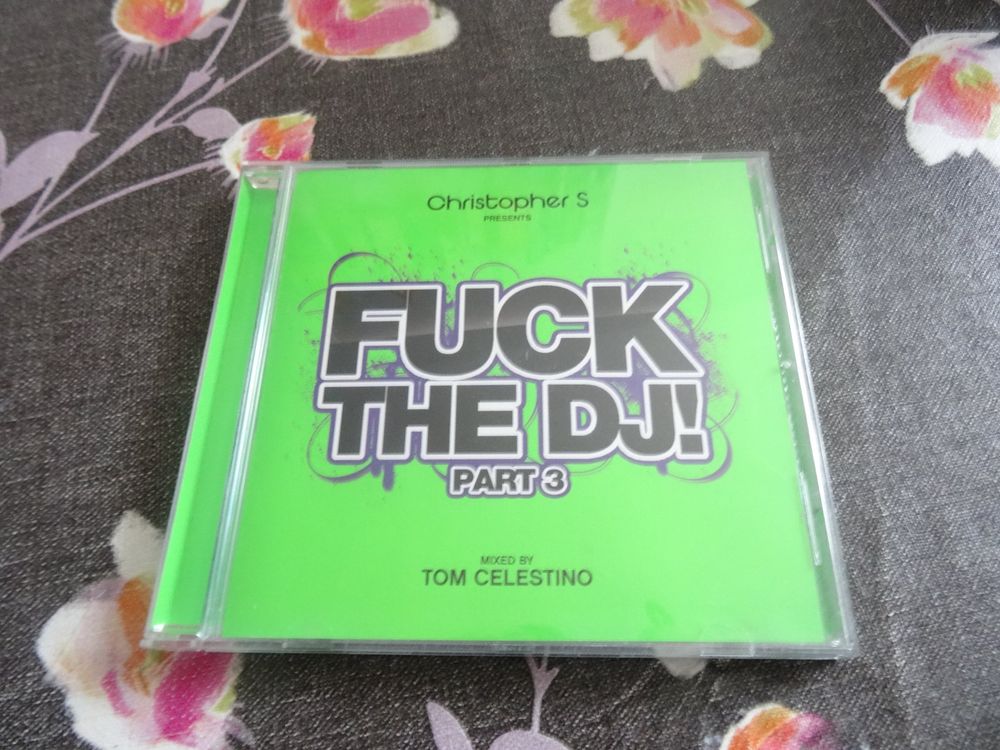 Christopher S
PRESENTS
FUCK
THE DJ!
PART 3
MIXED BY
TOM CELESTINO